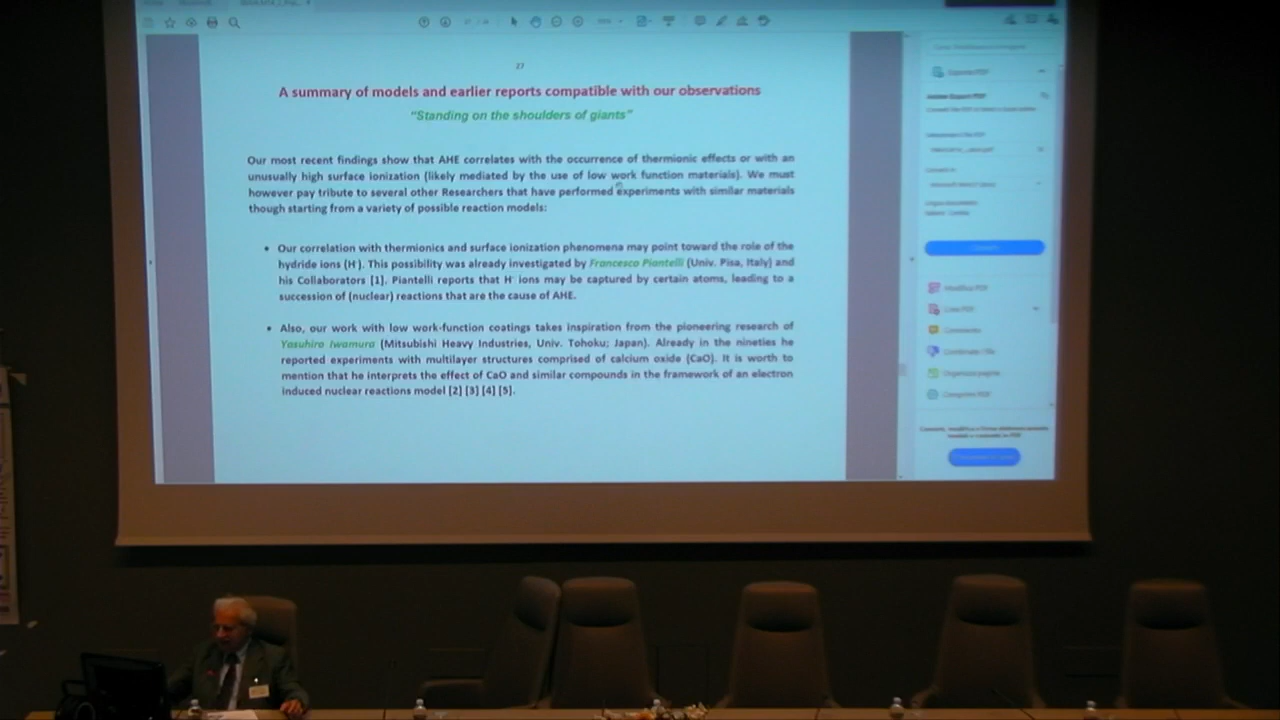 27
A summary of models and earlier reports compatible with our observations
“Standing on the shoulders of giants”
Our most recent findings show that AHE correlates with the occurrence of thermionic effects or with an
unusually high surface ionization (likely mediated by the use of low work function materials). We must
however pay tribute to several other Researchers that have performed experiments with similar materials
though starting from a variety of possible reaction models:
• Our correlation with thermionics and surface ionization phenomena may point toward the role of the
hydride ions (H-). This possibility was already investigated by Francesco Piantelli (Univ. Pisa, Italy) and
his Collaborators [1]. Piantelli reports that H- ions may be captured by certain atoms, leading to a
succession of (nuclear) reactions that are the cause of AHE.
• Also, our work with low work-function coatings takes inspiration from the pioneering research of
Yasuhiro Iwamura (Mitsubishi Heavy Industries, Univ. Tohoku; Japan). Already in the nineties he
reported experiments with multilayer structures comprised of calcium oxide (CaO). It is worth to
mention that he interprets the effect of CaO and similar compounds in the framework of an electron
induced nuclear reactions model [2] [3] [4] [5].
Modifica PDF
Crea PDF
Commenta
Combina file
Organizza pagine